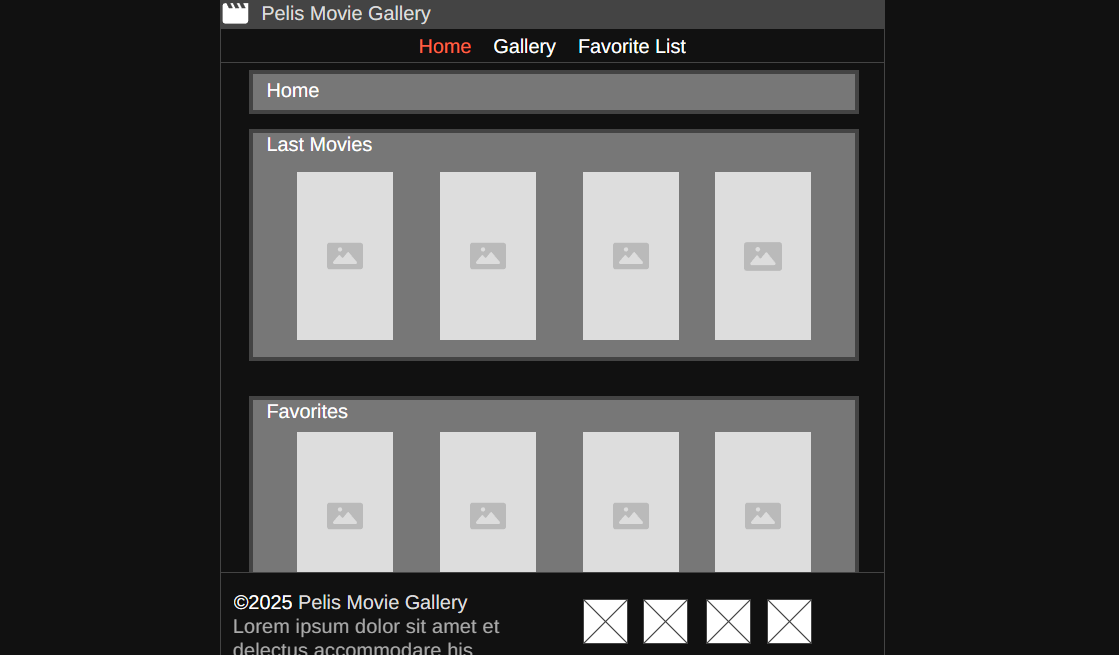 Pelis Movie Gallery
Home Gallery Favorite List
Home
Last Movies
Favorites
©2025 Pelis Movie Gallery
Lorem ipsum dolor sit amet et
delectus accommodare his